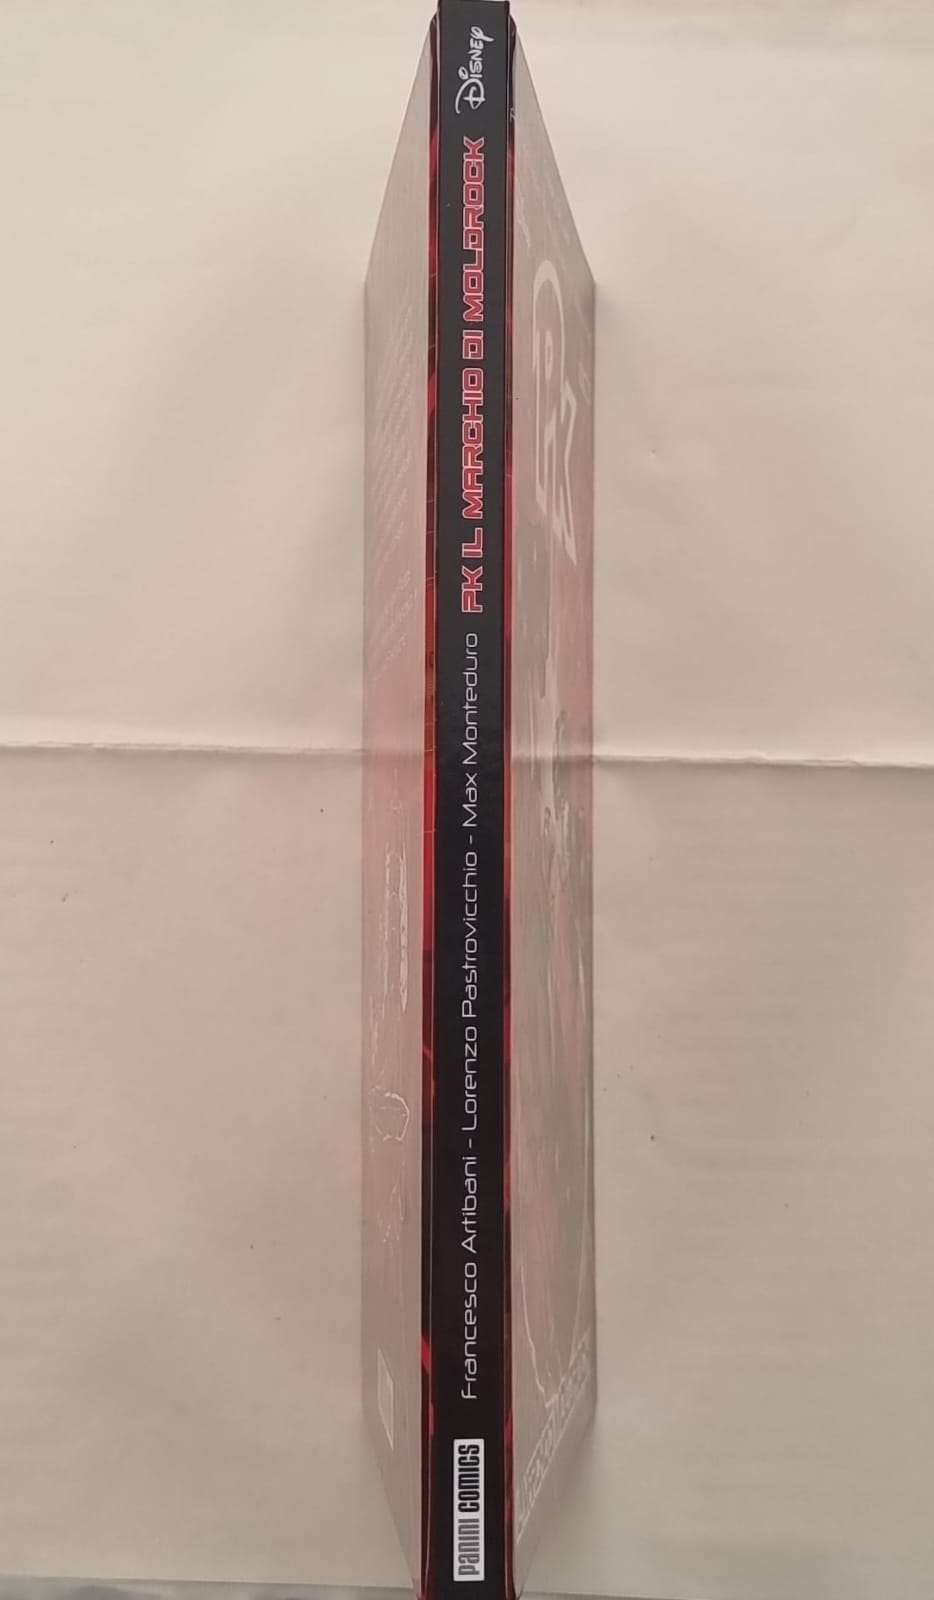 PANINI COMICS
Francesco Artibani - Lorenzo Pastrovicchio - Max Monteduro PK IL MARCHIO DI MOLDROCK DISNEY